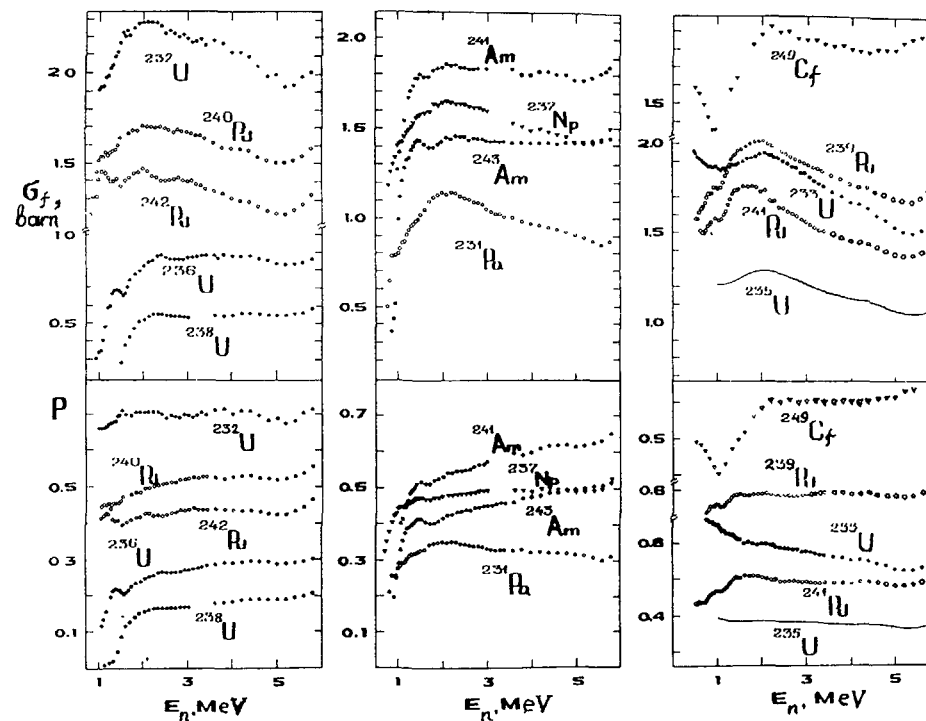 2.0
1.5
1.0
0.5
σf,
barn
232U
240Pu
242Pu
236U
238U
2.0
1.5
1.0
0.5
241Am
237Np
243Am
231Pa
1.5
2.0
1.5
1.0
249Cf
239Pu
233U
241Pu
235U
P
0.5
0.3
0.1
232U
240Pu
242Pu
236U
238U
1 3 5
En, MeV
0.7
0.5
0.3
0.1
241Am
237Np
243Am
231Pa
1 3 5
En, MeV
0.5
0.8
0.6
0.4
249Cf
239Pu
233U
241Pu
235U
1 3 5
En, MeV